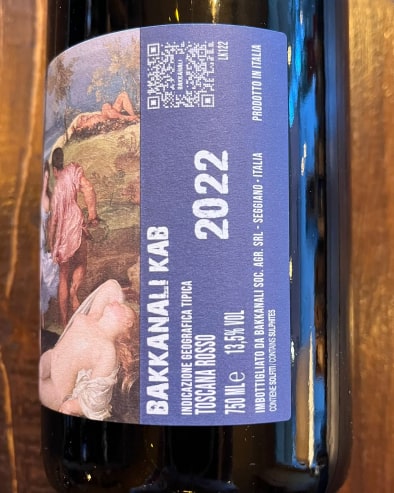 BAKKANALI KAB
INDICAZIONE GEOGRAFICA TIPICA
2022
TOSCANA ROSSO
750 ML e 13,5% VOL
IMBOTTIGLIATO DA BAKKANALI SOC. AGR. SRL - SEGGIANO - ITALIA
CONTIENE SOLFITI / CONTAINS SULPHITES
BAKKANALI
LK122
PRODOTTO IN ITALIA